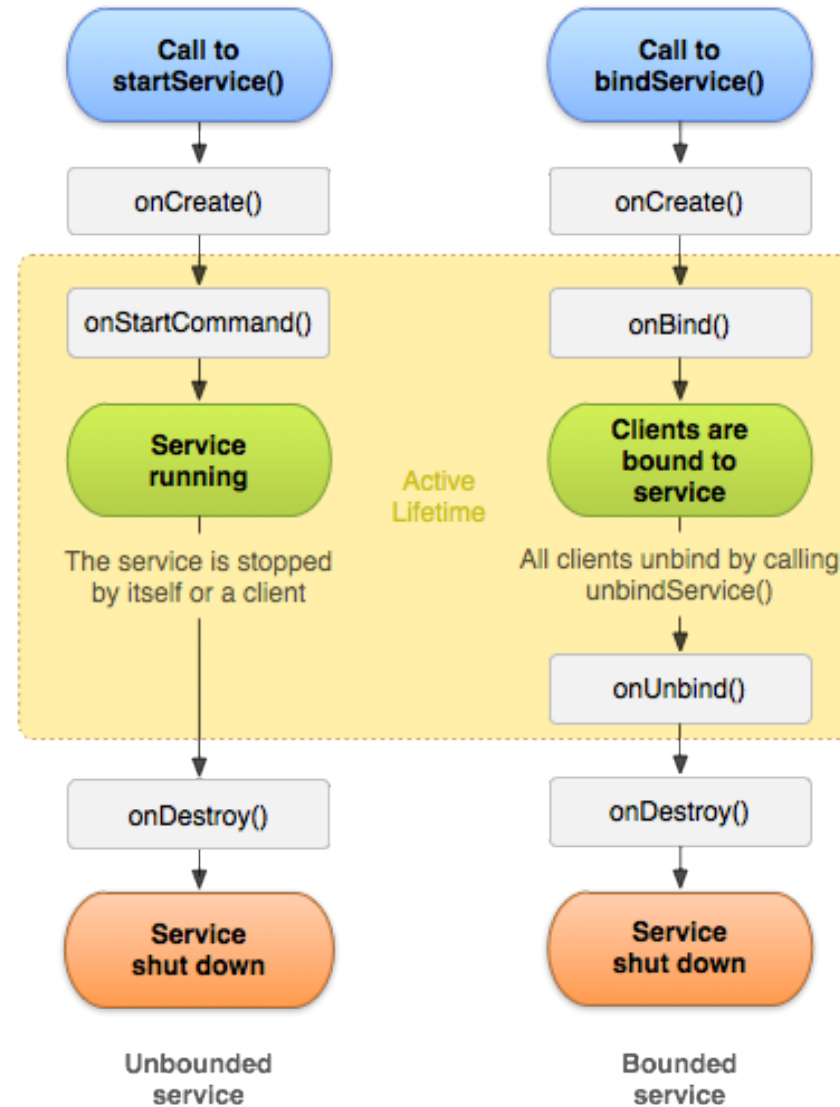 Call to
startService()
onCreate()
onStartCommand()
Service
running
The service is stopped
by itself or a client
onDestroy()
Service
shut down
Unbounded
service
Active
Lifetime
Call to
bindService()
onCreate()
onBind()
Clients are
bound to
service
All clients unbind by calling
unbindService()
onUnbind()
onDestroy()
Service
shut down
Bounded
service